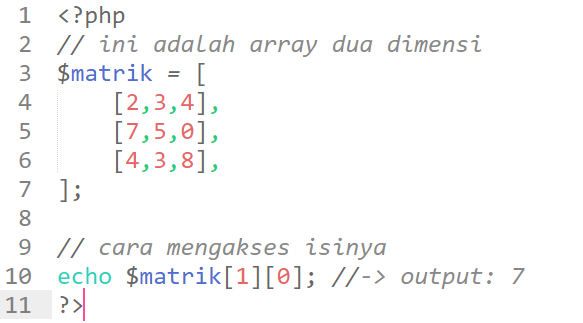 1 <?php
2 // ini adalah array dua dimensi
3 $matrik = [
4     [2,3,4],
5     [7,5,0],
6     [4,3,8],
7 ];
8
9 // cara mengakses isinya
10 echo $matrik[1][0]; //-> output: 7
11 ?>